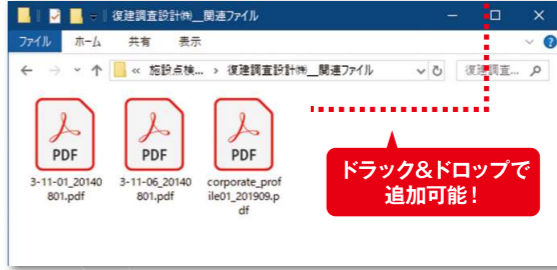 復建調査設計㈱__関連ファイル
ファイル ホーム 共有 表示
« 施設点検... › 復建調査設計㈱__関連ファイル 復建調査...
PDF PDF PDF
3-11-01_20140801.pdf 3-11-06_20140801.pdf corporate_profile01_201909.pdf
ドラック&ドロップで
追加可能！